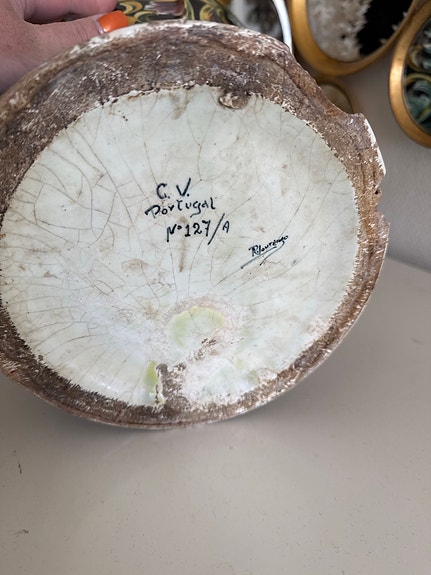 C. V.
Portugal
Nº 127/A